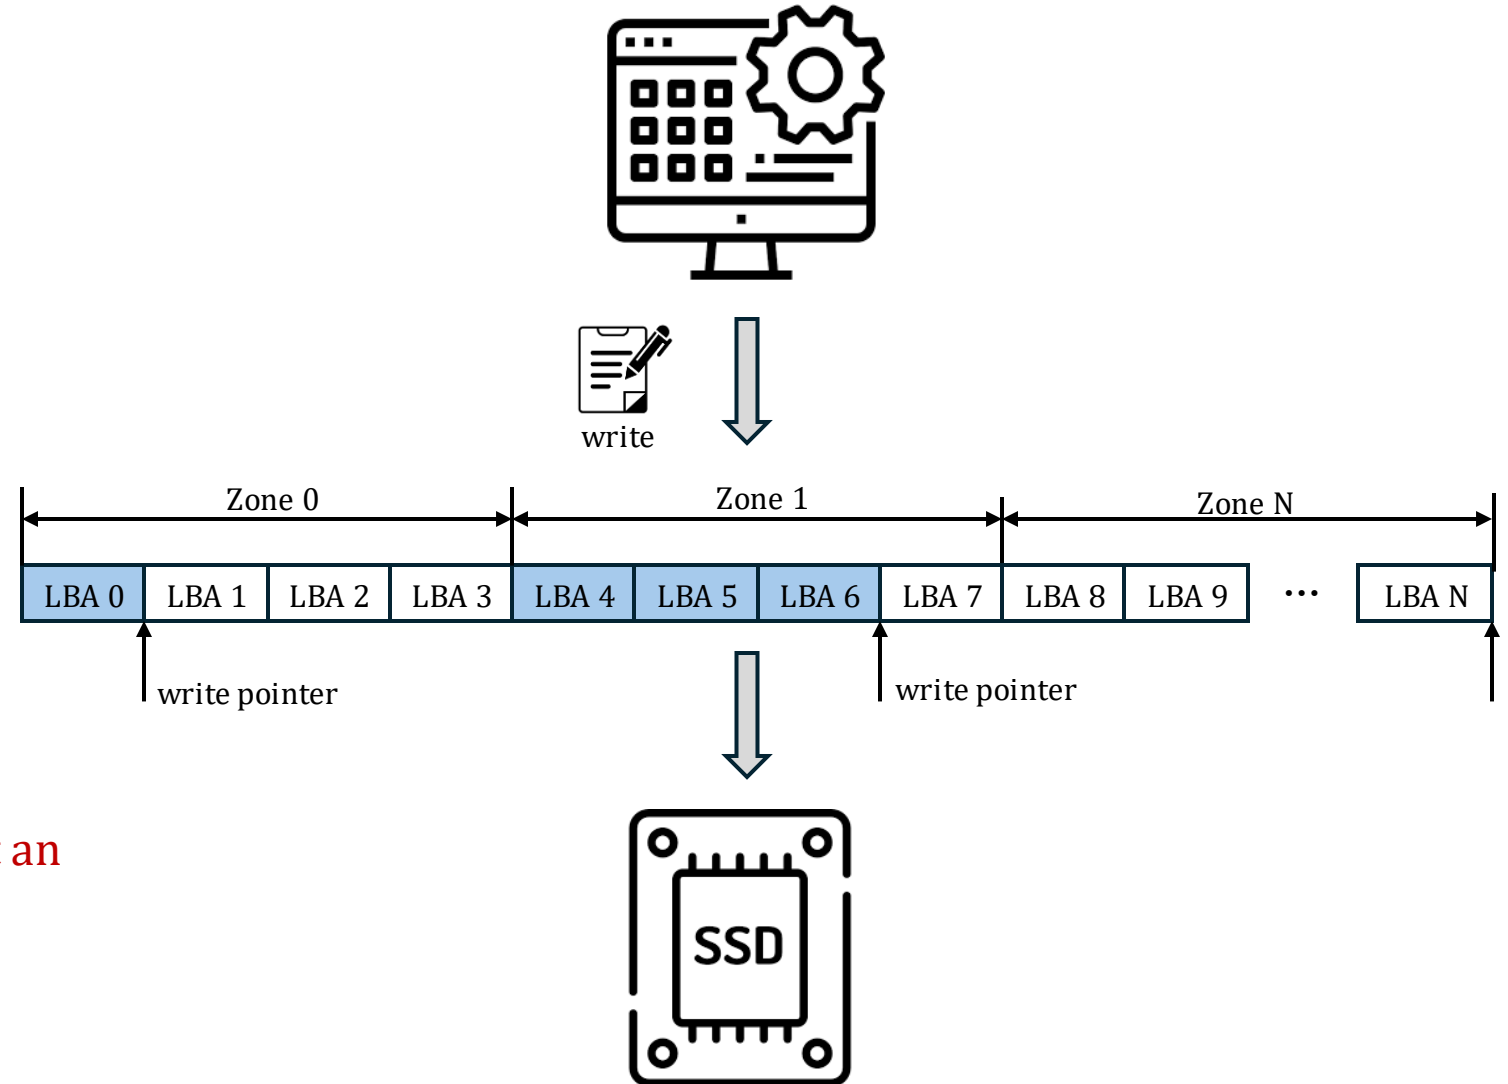 write
Zone 0 Zone 1 Zone N
LBA 0 LBA 1 LBA 2 LBA 3 LBA 4 LBA 5 LBA 6 LBA 7 LBA 8 LBA 9 ... LBA N
write pointer write pointer
an
SSD